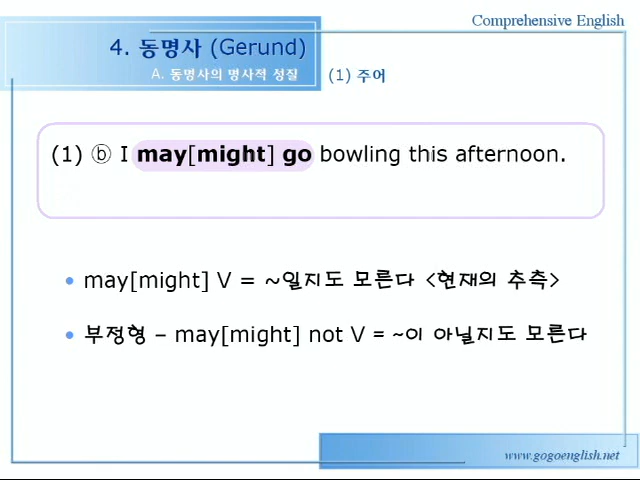 Comprehensive English
4. 동명사 (Gerund)
A. 동명사의 명사적 성질
(1) 주어
(1) ⓑ I may[might] go bowling this afternoon.
• may[might] V = ~일지도 모른다 <현재의 추측>
• 부정형 – may[might] not V = ~이 아닐지도 모른다
www.gogoenglish.net